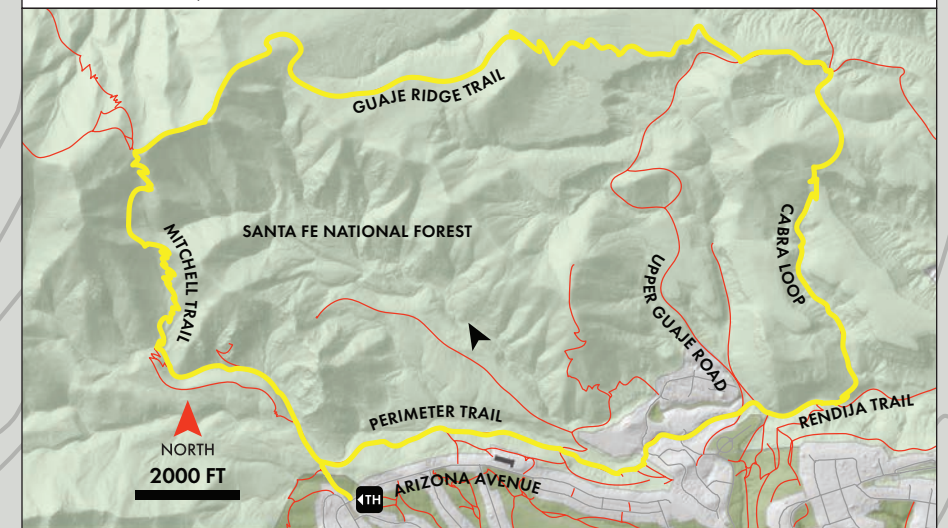 GUAJE RIDGE TRAIL
SANTA FE NATIONAL FOREST
MITCHELL TRAIL
CABRA LOOP
UPPER GUAJE ROAD
PERIMETER TRAIL
RENDIJA TRAIL
NORTH
2000 FT
TH
ARIZONA AVENUE